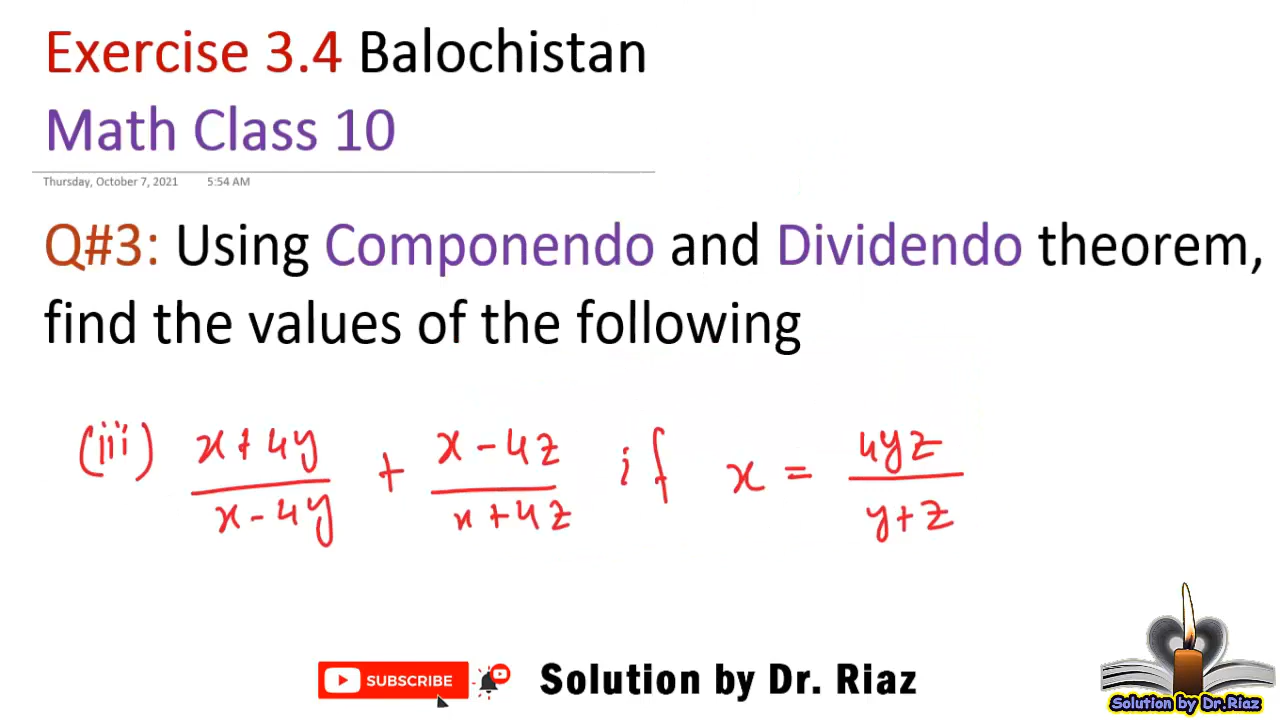 Exercise 3.4 Balochistan
Math Class 10
Thursday, October 7, 2021 5:54 AM
Q#3: Using Componendo and Dividendo theorem,
find the values of the following
(iii) (x+4y)/(x-4y) + (x-4z)/(x+4z) if x = 4yz/(y+z)
SUBSCRIBE Solution by Dr. Riaz
Solution by Dr.Riaz